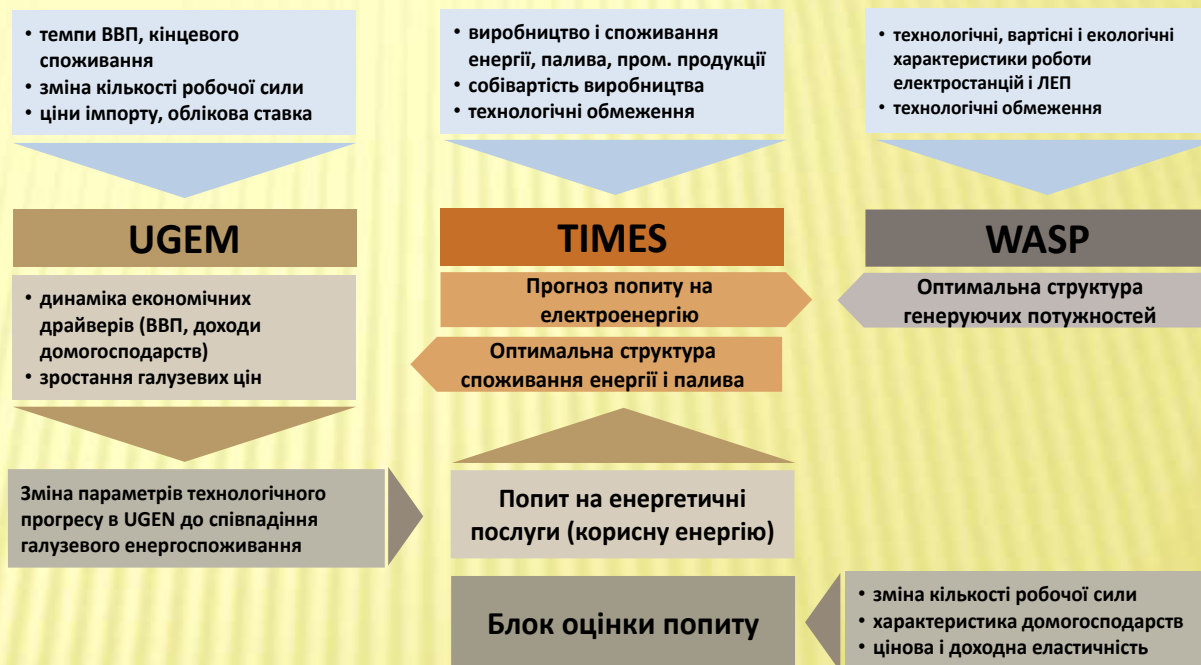 • темпи ВВП, кінцевого
споживання
• зміна кількості робочої сили
• ціни імпорту, облікова ставка
• виробництво і споживання
енергії, палива, пром. продукції
• собівартість виробництва
• технологічні обмеження
• технологічні, вартісні і екологічні
характеристики роботи
електростанцій і ЛЕП
• технологічні обмеження
UGEM
TIMES
WASP
• динаміка економічних
драйверів (ВВП, доходи
домогосподарств)
• зростання галузевих цін
Прогноз попиту на
електроенергію
Оптимальна структура
споживання енергії і палива
Оптимальна структура
генеруючих потужностей
Зміна параметрів технологічного
прогресу в UGEN до співпадіння
галузевого енергоспоживання
Попит на енергетичні
послуги (корисну енергію)
Блок оцінки попиту
• зміна кількості робочої сили
• характеристика домогосподарств
• цінова і доходна еластичність